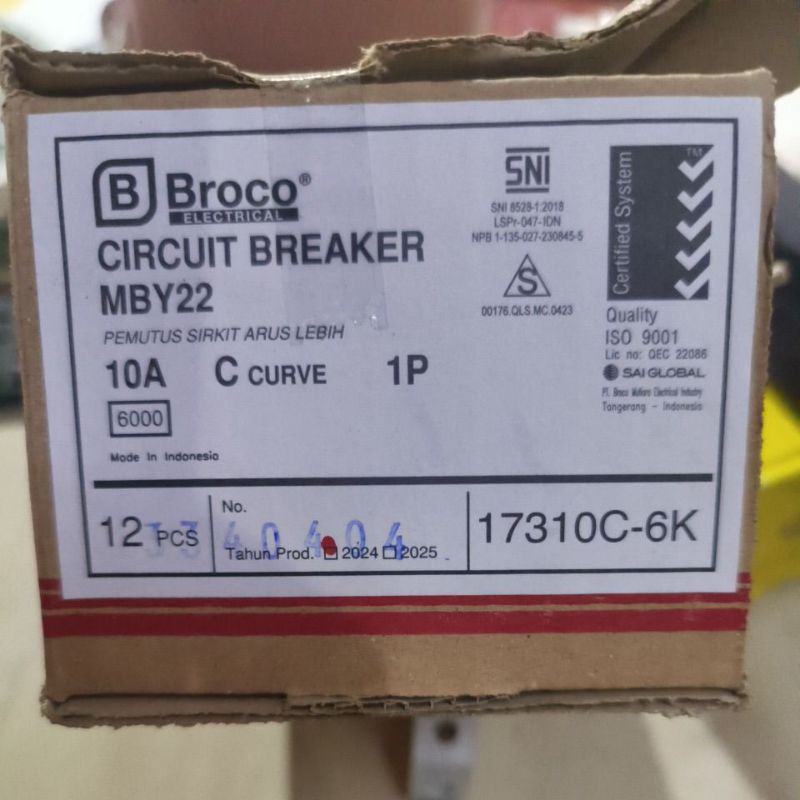 B Broco®
ELECTRICAL
CIRCUIT BREAKER
MBY22
PEMUTUS SIRKIT ARUS LEBIH
10A C CURVE 1P
6000
Made In Indonesia
SNI
SNI 8528-1:2018
LSPr-047-IDN
NPB 1-135-027-230845-5
S
00176.QLS.MC.0423
Certified System
TM
Quality
ISO 9001
Lic no: QEC 22086
SAI GLOBAL
PT. Broco Mutiara Electrical Industry
Tangerang - Indonesia
12 PCS
No.
3340404
Tahun Prod. 2024 2025
17310C-6K